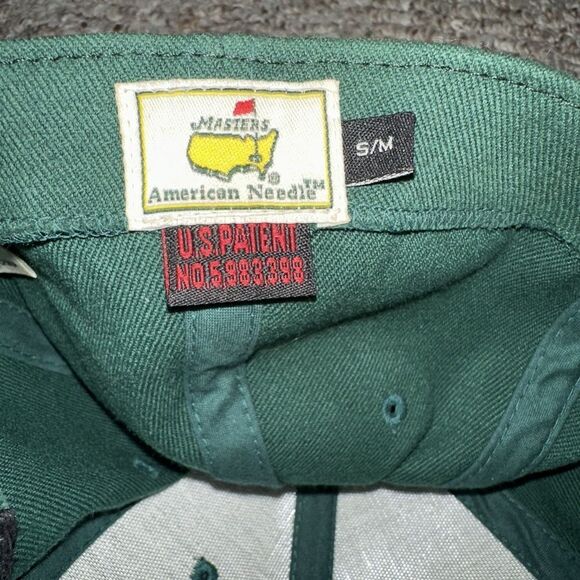 MASTERS
®
American Needle™
S/M
U.S. PATENT
NO. 5983398